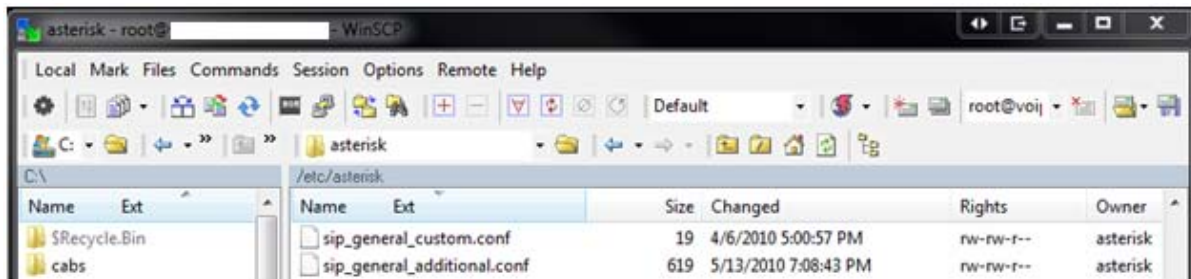 asterisk - root@ - WinSCP
Local Mark Files Commands Session Options Remote Help
Default root@voip
C: asterisk
C:\ /etc/asterisk
Name Ext Name Ext Size Changed Rights Owner
$Recycle.Bin sip_general_custom.conf 19 4/6/2010 5:00:57 PM rw-rw-r-- asterisk
cabs sip_general_additional.conf 619 5/13/2010 7:08:43 PM rw-rw-r-- asterisk